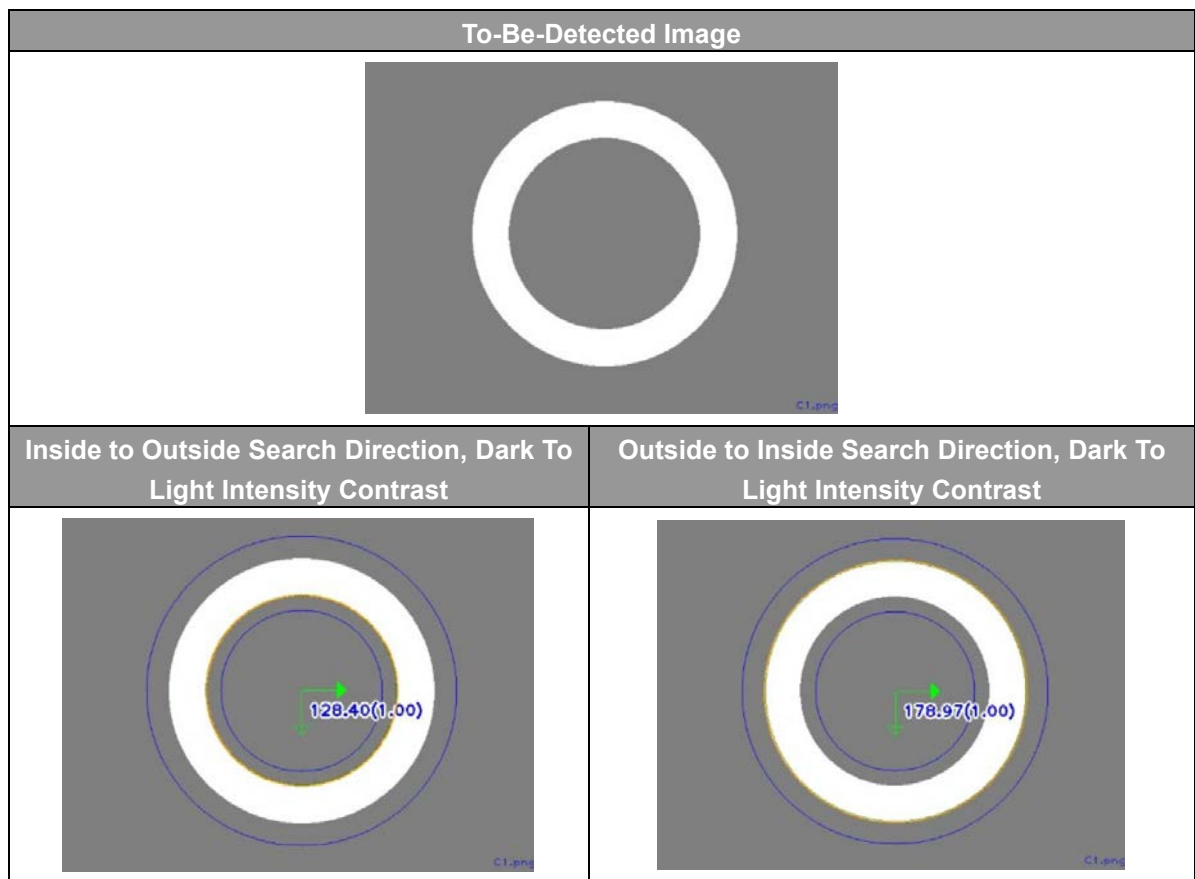 To-Be-Detected Image
C1.png
Inside to Outside Search Direction, Dark To
Light Intensity Contrast
Outside to Inside Search Direction, Dark To
Light Intensity Contrast
128.40(1.00)
C1.png
178.97(1.00)
C1.png